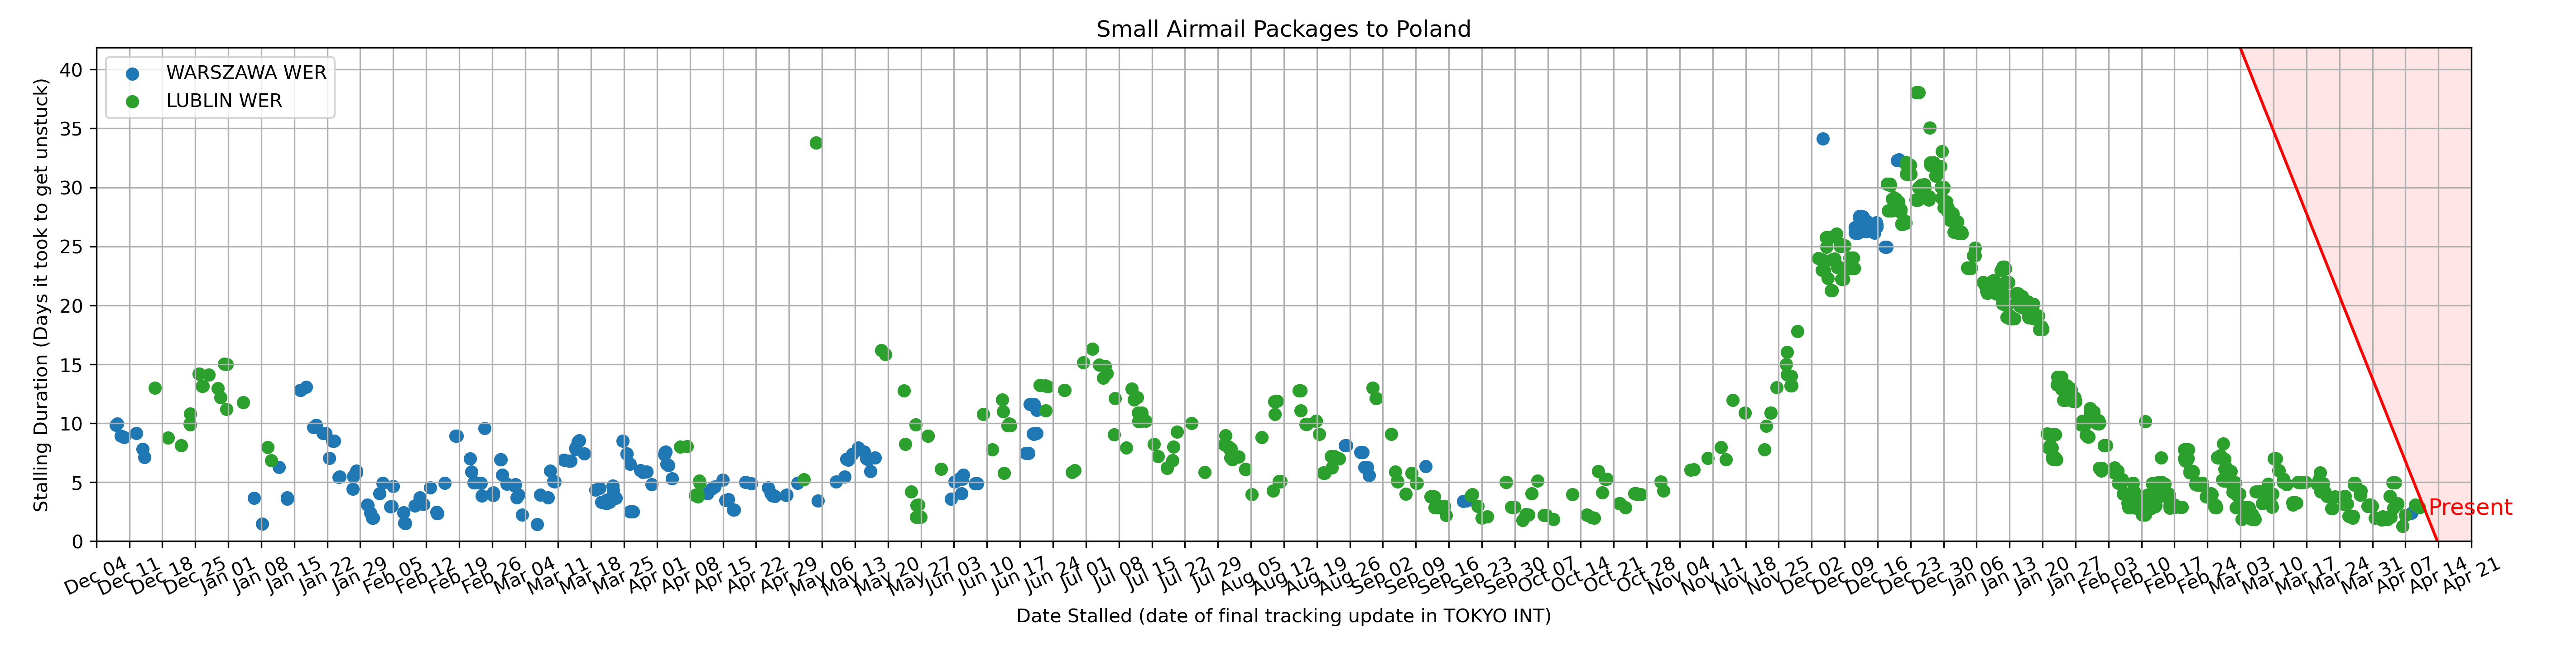 Small Airmail Packages to Poland
WARSZAWA WER
LUBLIN WER
Stalling Duration (Days it took to get unstuck)
40
35
30
25
20
15
10
5
0
Present
Dec 04 Dec 11 Dec 18 Dec 25 Jan 01 Jan 08 Jan 15 Jan 22 Jan 29 Feb 05 Feb 12 Feb 19 Feb 26 Mar 04 Mar 11 Mar 18 Mar 25 Apr 01 Apr 08 Apr 15 Apr 22 Apr 29 May 06 May 13 May 20 May 27 Jun 03 Jun 10 Jun 17 Jun 24 Jul 01 Jul 08 Jul 15 Jul 22 Jul 29 Aug 05 Aug 12 Aug 19 Aug 26 Sep 02 Sep 09 Sep 16 Sep 23 Sep 30 Oct 07 Oct 14 Oct 21 Oct 28 Nov 04 Nov 11 Nov 18 Nov 25 Dec 02 Dec 09 Dec 16 Dec 23 Dec 30 Jan 06 Jan 13 Jan 20 Jan 27 Feb 03 Feb 10 Feb 17 Feb 24 Mar 03 Mar 10 Mar 17 Mar 24 Mar 31 Apr 07 Apr 14 Apr 21
Date Stalled (date of final tracking update in TOKYO INT)